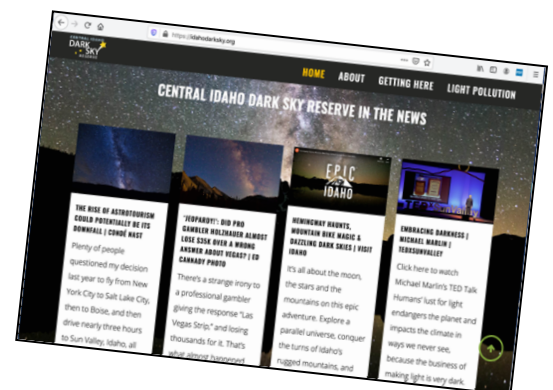 https://idahodarksky.org
CENTRAL IDAHO
DARK
SKY
RESERVE
HOME ABOUT GETTING HERE LIGHT POLLUTION
CENTRAL IDAHO DARK SKY RESERVE IN THE NEWS
THE RISE OF ASTROTOURISM
COULD POTENTIALLY BE ITS
DOWNFALL | CONDÉ NAST
Plenty of people
questioned my decision
last year to fly from New
York City to Salt Lake City,
then to Boise, and then
drive nearly three hours
to Sun Valley, Idaho, all
'JEOPARDY!': DID PRO
GAMBLER HOLZHAUER ALMOST
LOSE $35K OVER A WRONG
ANSWER ABOUT VEGAS? | ED
CANNADY PHOTO
There's a strange irony to
a professional gambler
giving the response "Las
Vegas Strip," and losing
thousands for it. That's
what almost happened
EPIC
IDAHO
HEMINGWAY HAUNTS,
MOUNTAIN BIKE MAGIC &
DAZZLING DARK SKIES | VISIT
IDAHO
It's all about the moon,
the stars and the
mountains on this epic
adventure. Explore a
parallel universe, conquer
the turns of Idaho's
rugged mountains, and
EMBRACING DARKNESS |
MICHAEL MARLIN |
TEDXSUNVALLEY
Click here to watch
Michael Marlin's TED Talk
Humans' lust for light
endangers the planet and
impacts the climate in
ways we never see,
because the business of
making light is very dark.